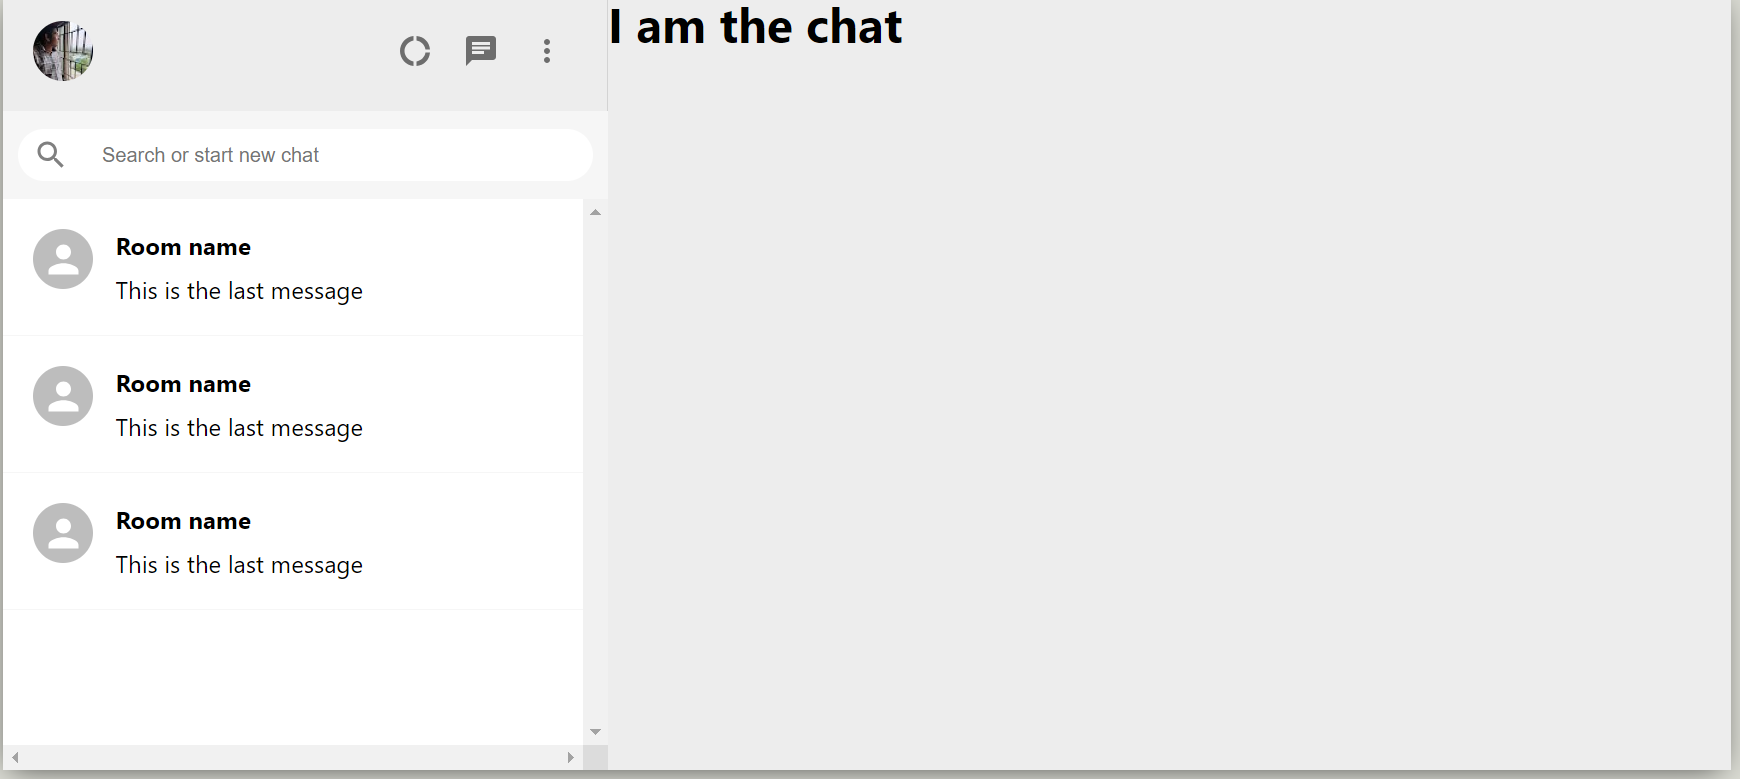 I am the chat
Search or start new chat
Room name
This is the last message
Room name
This is the last message
Room name
This is the last message